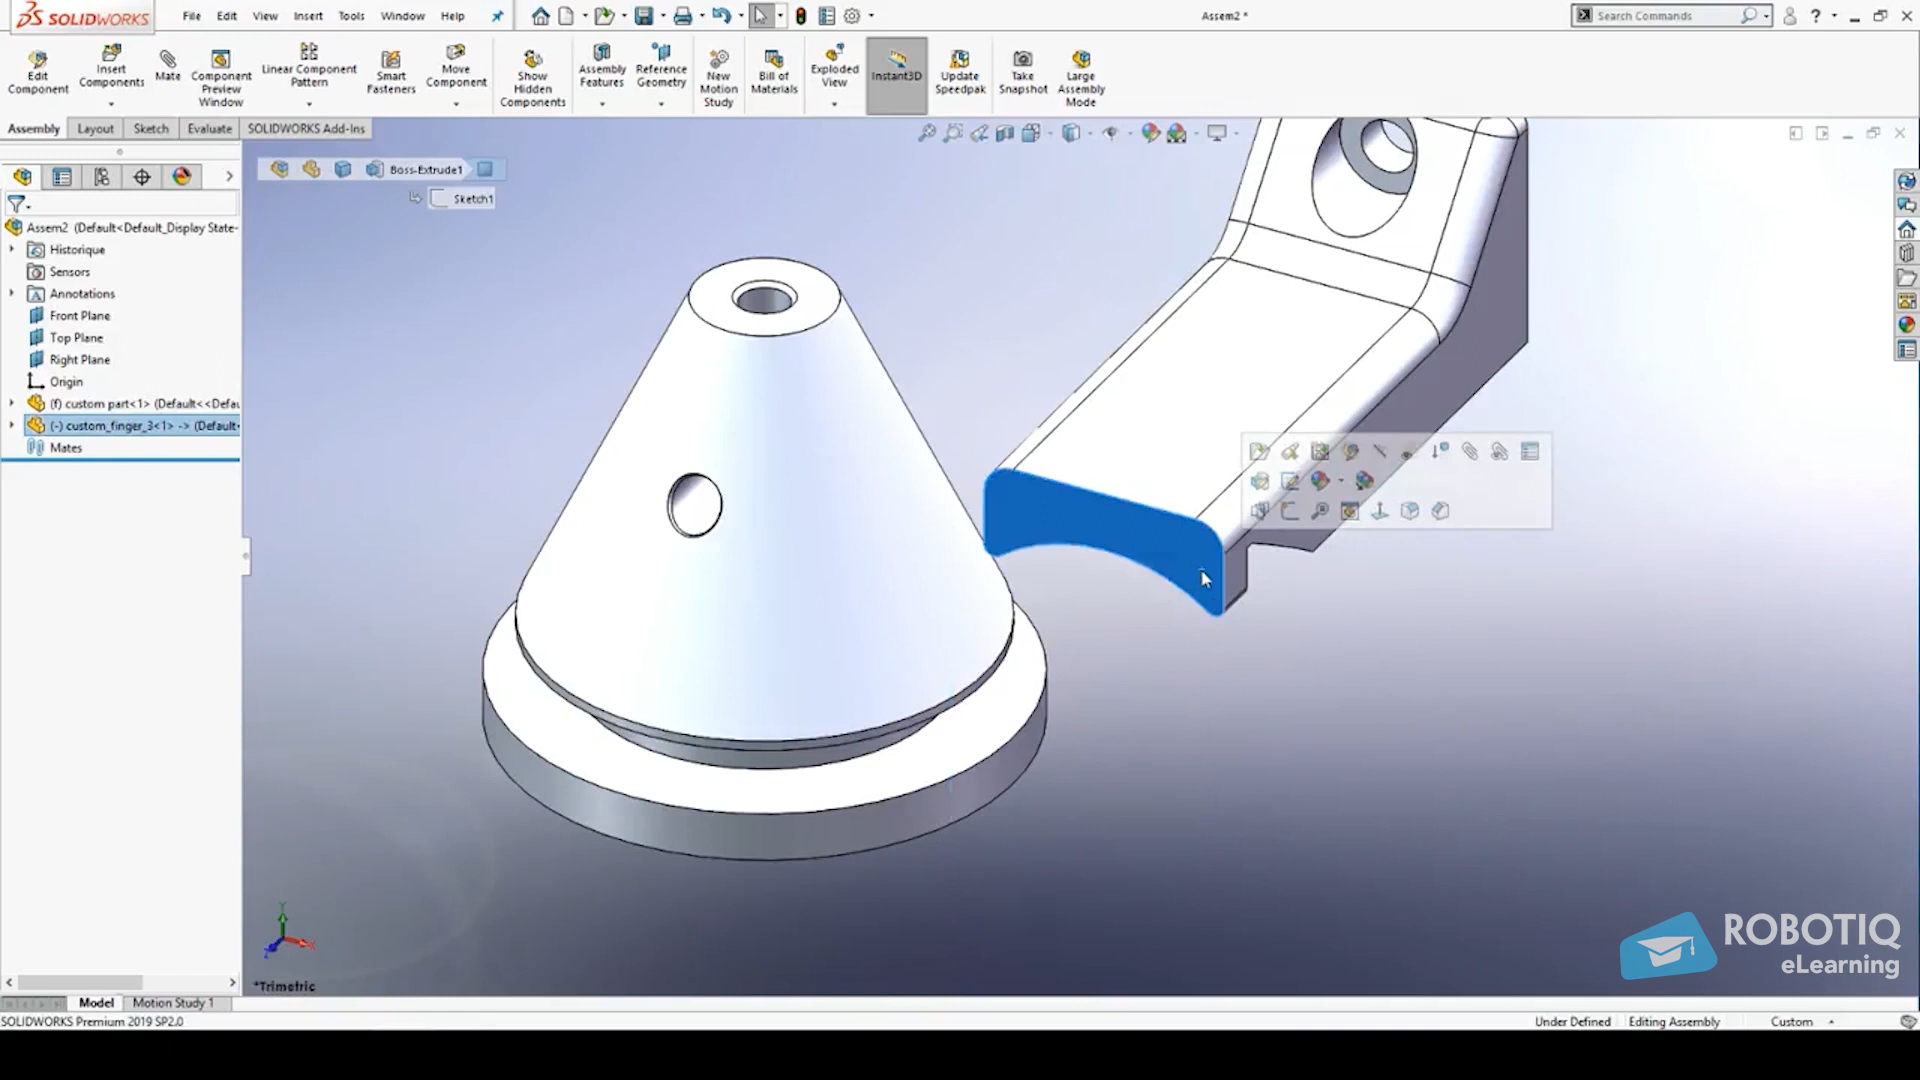 SOLIDWORKS
File Edit View Insert Tools Window Help
Assem2 *
Search Commands
Edit Component
Insert Components
Mate
Component Preview Window
Linear Component Pattern
Smart Fasteners
Move Component
Show Hidden Components
Assembly Features
Reference Geometry
New Motion Study
Bill of Materials
Exploded View
Instant3D
Update Speedpak
Take Snapshot
Large Assembly Mode
Assembly Layout Sketch Evaluate SOLIDWORKS Add-Ins
Boss-Extrude1
Sketch1
Assem2 (Default<Default_Display State-
Historique
Sensors
Annotations
Front Plane
Top Plane
Right Plane
Origin
(f) custom part<1> (Default<<Defau
(-) custom_finger_3<1> -> (Default<
Mates
Y
X
Z
*Trimetric
ROBOTIQ
eLearning
Model Motion Study 1
SOLIDWORKS Premium 2019 SP2.0
Under Defined Editing Assembly Custom